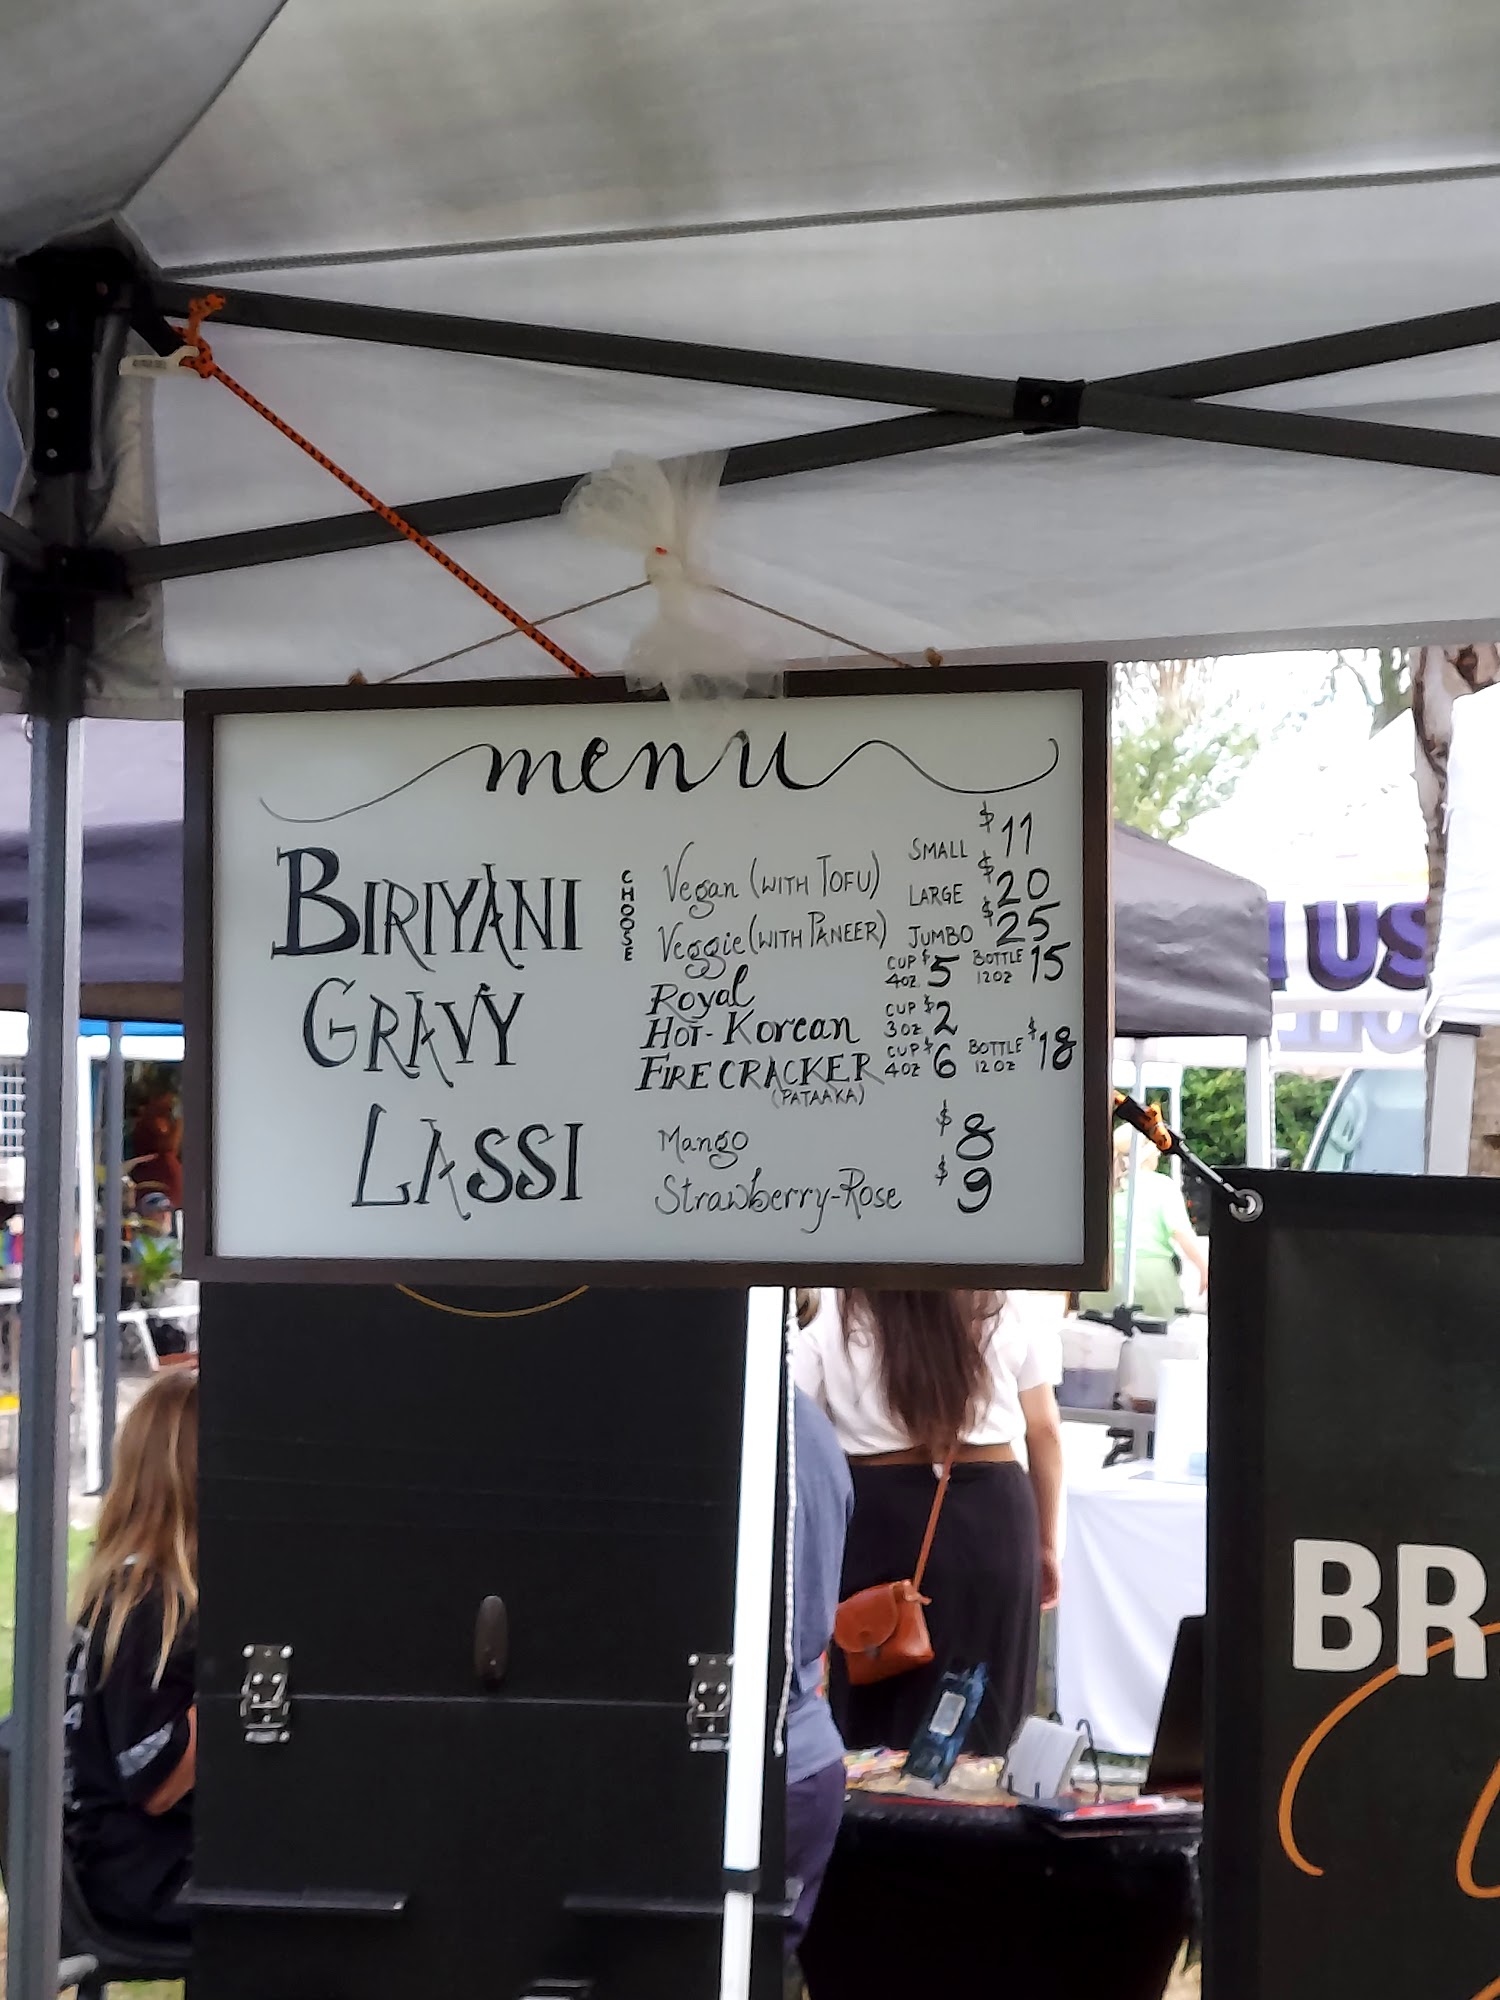 menu
BIRIYANI
CHOOSE
Vegan (WITH TOFU)
Veggie (WITH PANEER)
SMALL $11
LARGE $20
JUMBO $25
GRAVY
Royal CUP 4oz. $5 BOTTLE 12oz 15
Hot-Korean CUP 3oz $2
FIRECRACKER CUP 4oz $6 BOTTLE 12oz $18
(PATAAKA)
LASSI
Mango $8
Strawberry-Rose $9
US
BR